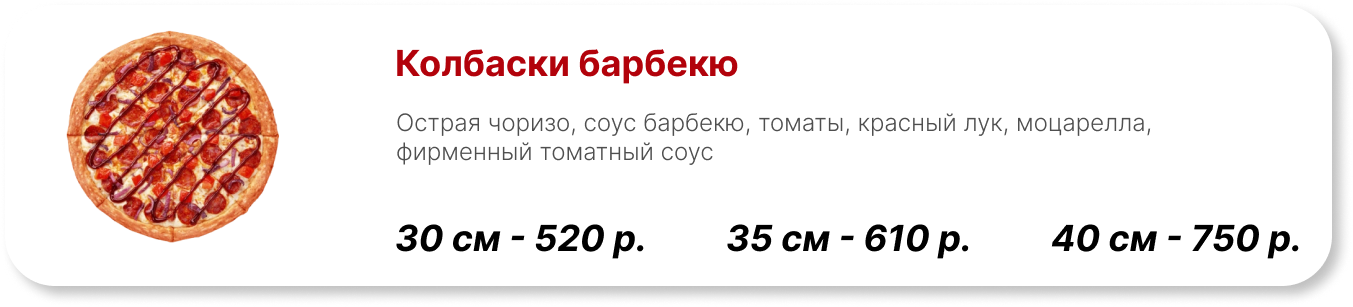 Колбаски барбекю
Острая чоризо, соус барбекю, томаты, красный лук, моцарелла,
фирменный томатный соус
30 см - 520 р. 35 см - 610 р. 40 см - 750 р.